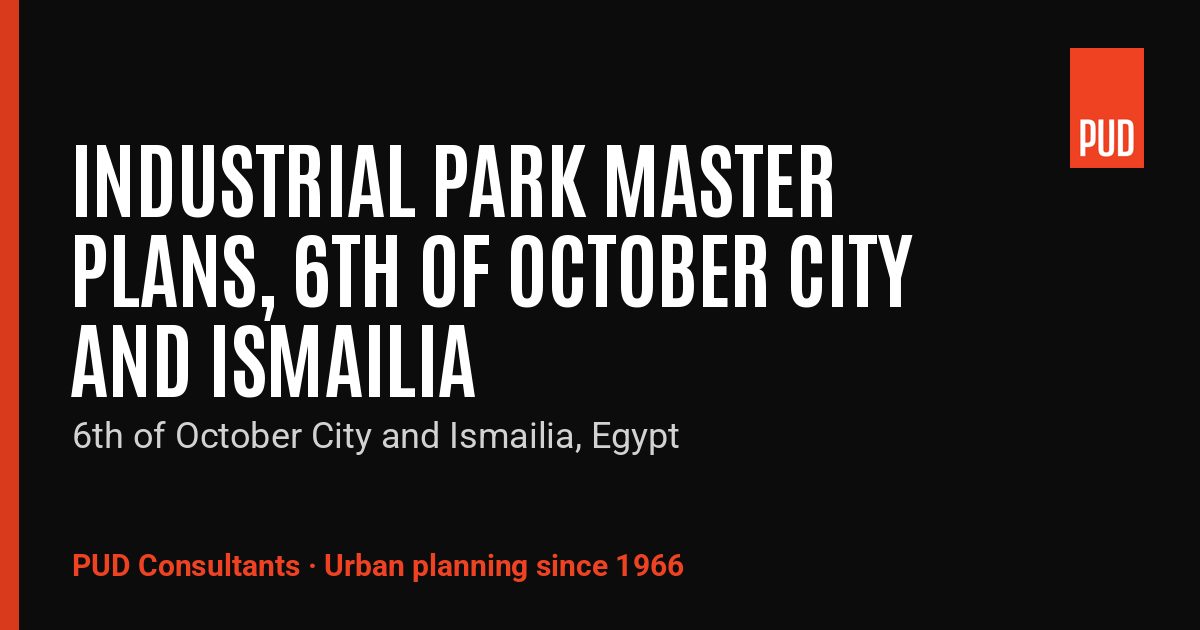 PUD
INDUSTRIAL PARK MASTER
PLANS, 6TH OF OCTOBER CITY
AND ISMAILIA
6th of October City and Ismailia, Egypt
PUD Consultants · Urban planning since 1966